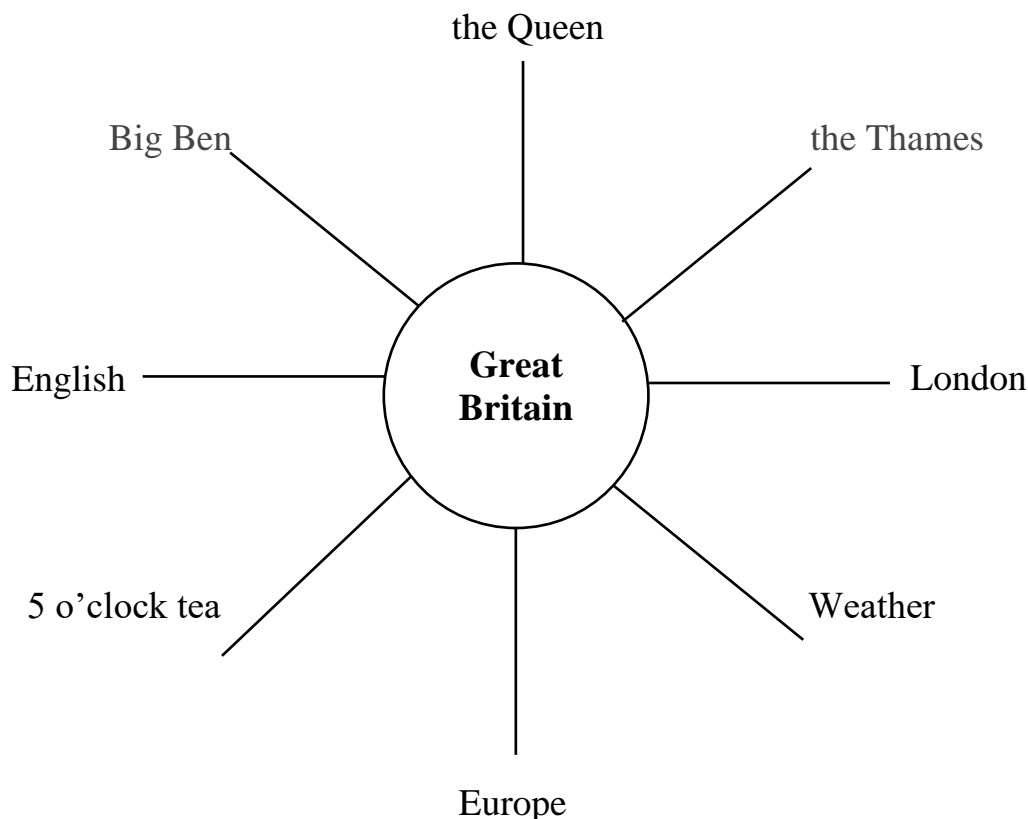 the Queen
Big Ben
the Thames
Great
Britain
English
London
5 o’clock tea
Weather
Europe